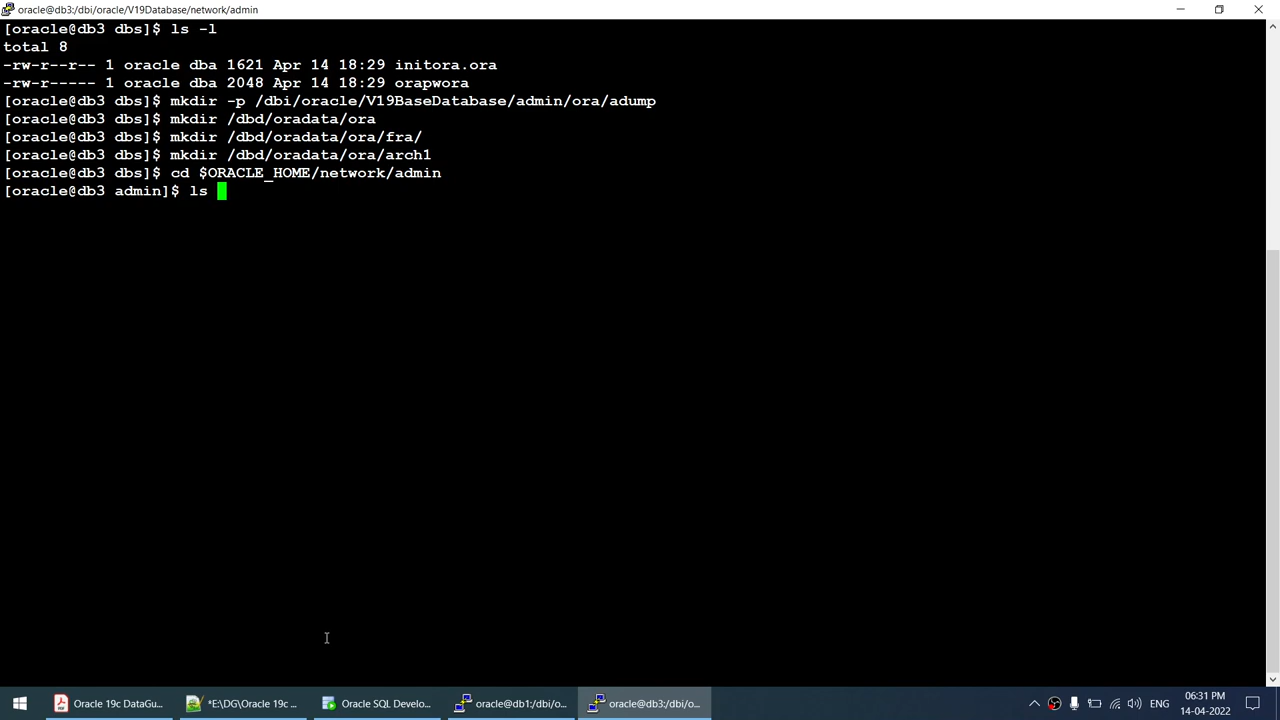 oracle@db3:/dbi/oracle/V19Database/network/admin
[oracle@db3 dbs]$ ls -l
total 8
-rw-r--r-- 1 oracle dba 1621 Apr 14 18:29 initora.ora
-rw-r----- 1 oracle dba 2048 Apr 14 18:29 orapwora
[oracle@db3 dbs]$ mkdir -p /dbi/oracle/V19BaseDatabase/admin/ora/adump
[oracle@db3 dbs]$ mkdir /dbd/oradata/ora
[oracle@db3 dbs]$ mkdir /dbd/oradata/ora/fra/
[oracle@db3 dbs]$ mkdir /dbd/oradata/ora/arch1
[oracle@db3 dbs]$ cd $ORACLE_HOME/network/admin
[oracle@db3 admin]$ ls
Oracle 19c DataGu... *E:\DG\Oracle 19c ... Oracle SQL Develo... oracle@db1:/dbi/o... oracle@db3:/dbi/o... ENG 06:31 PM
14-04-2022